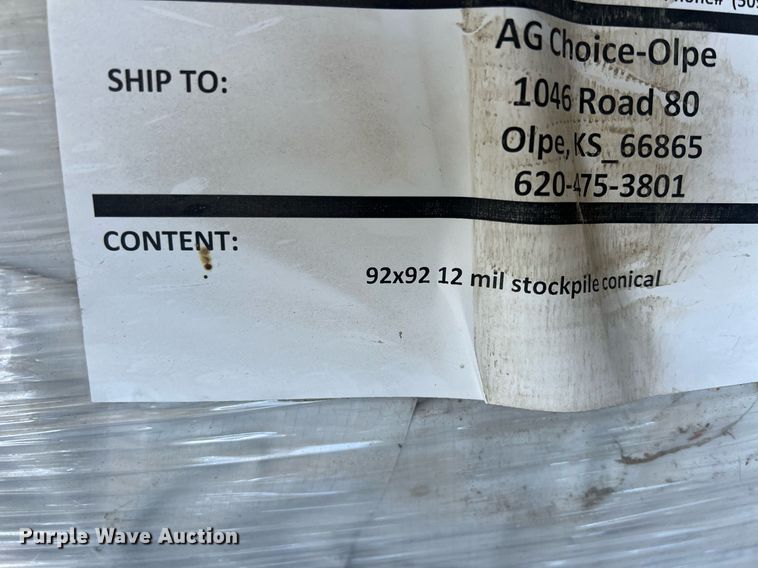 AG Choice-Olpe
SHIP TO:
1046 Road 80
Olpe, KS_66865
620-475-3801
CONTENT:
92x92 12 mil stockpile conical
Purple Wave Auction